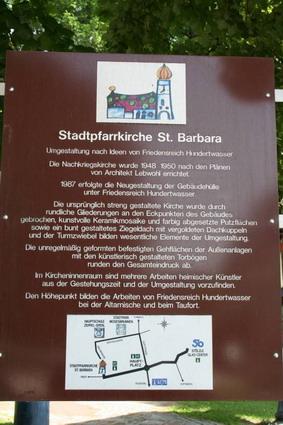 Stadtpfarrkirche St. Barbara
Umgestaltung nach Ideen von Friedensreich Hundertwasser
Die Nachkriegskirche wurde 1948 1950 nach den Plänen
von Architekt Lebwohl errichtet.
1987 erfolgte die Neugestaltung der Gebäudehülle
unter Friedensreich Hundertwasser.
Die ursprünglich streng gestaltete Kirche wurde durch
rundliche Gliederungen an den Eckpunkten des Gebäudes
gebrochen, kunstvolle Keramikmosaike und farbig abgesetzte Putzflächen
sowie ein bunt gestaltetes Ziegeldach mit vergoldeten Dachkuppeln
und der Turmzwiebel bilden wesentliche Elemente der Umgestaltung.
Die unregelmäßig geformten befestigten Gehflächen der Außenanlagen
mit den künstlerisch gestalteten Torbögen
runden den Gesamteindruck ab.
Im Kircheninnenraum sind mehrere Arbeiten heimischer Künstler
aus der Gestehungszeit und der Umgestaltung vorzufinden.
Den Höhepunkt bilden die Arbeiten von Friedensreich Hundertwasser
bei der Altarnische und beim Taufort.
HAUPTSCHULE
STADTPFARRKIRCHE
ST. BARBARA
HAUPT-
PLATZ
STÖLZLE
GLAS-CENTER